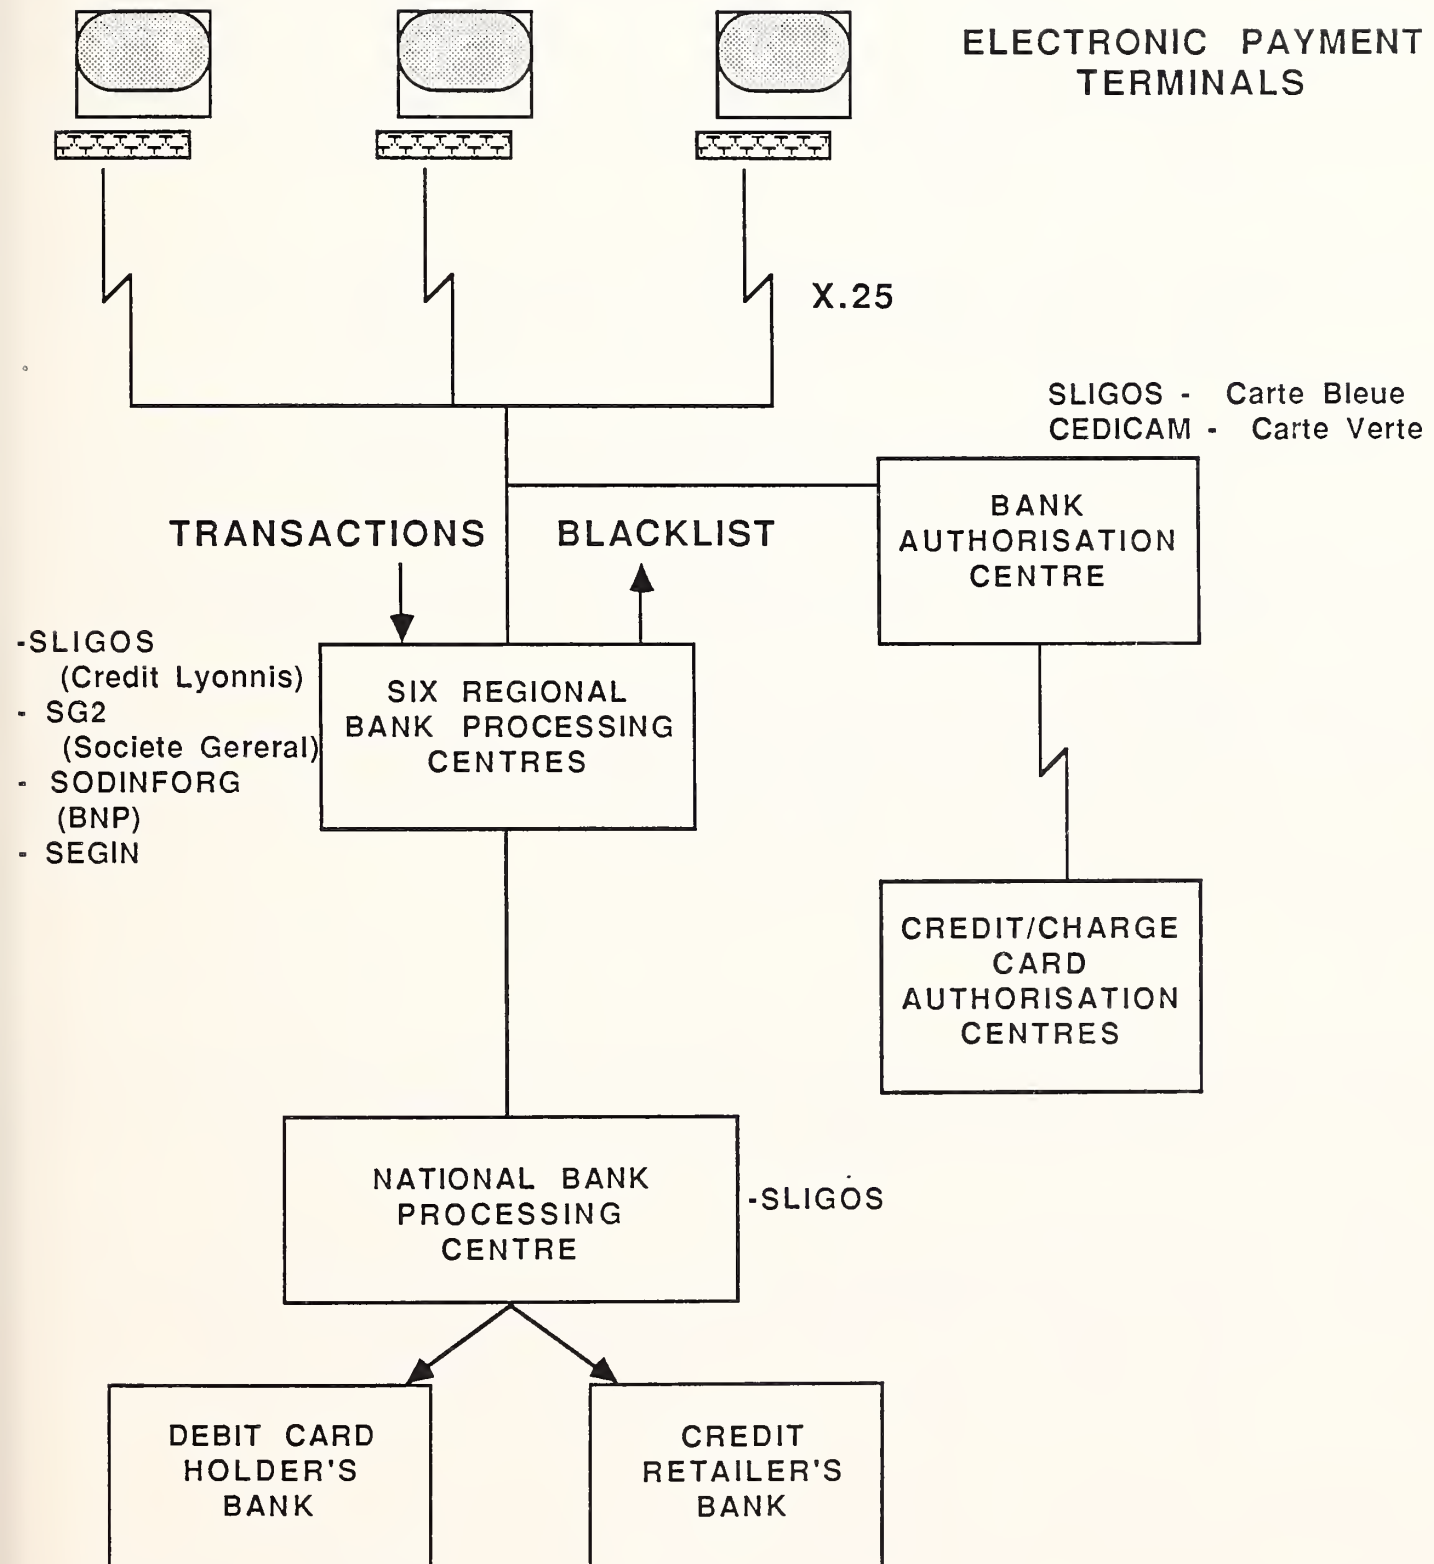 ELECTRONIC PAYMENT
TERMINALS
X.25
SLIGOS - Carte Bleue
CEDICAM - Carte Verte
BANK
AUTHORISATION
CENTRE
TRANSACTIONS
BLACKLIST
-SLIGOS
(Credit Lyonnis)
- SG2
(Societe Gereral)
- SODINFORG
(BNP)
- SEGIN
SIX REGIONAL
BANK PROCESSING
CENTRES
CREDIT/CHARGE
CARD
AUTHORISATION
CENTRES
NATIONAL BANK
PROCESSING
CENTRE
-SLIGOS
DEBIT CARD
HOLDER'S
BANK
CREDIT
RETAILER'S
BANK